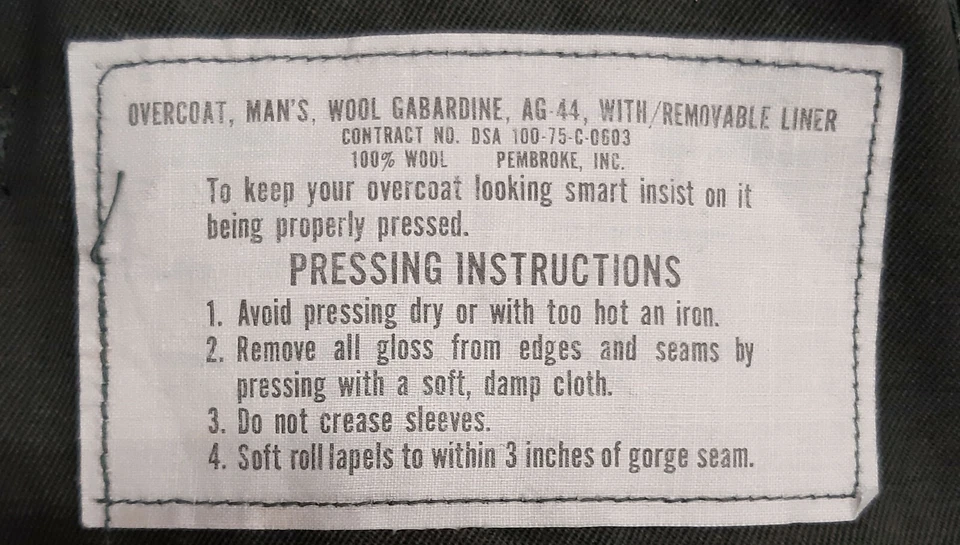 OVERCOAT, MAN'S, WOOL GABARDINE, AG-44, WITH/REMOVABLE LINER
CONTRACT NO. DSA 100-75-C-0603
100% WOOL PEMBROKE, INC.
To keep your overcoat looking smart insist on it
being properly pressed.
PRESSING INSTRUCTIONS
1. Avoid pressing dry or with too hot an iron.
2. Remove all gloss from edges and seams by
pressing with a soft, damp cloth.
3. Do not crease sleeves.
4. Soft roll lapels to within 3 inches of gorge seam.